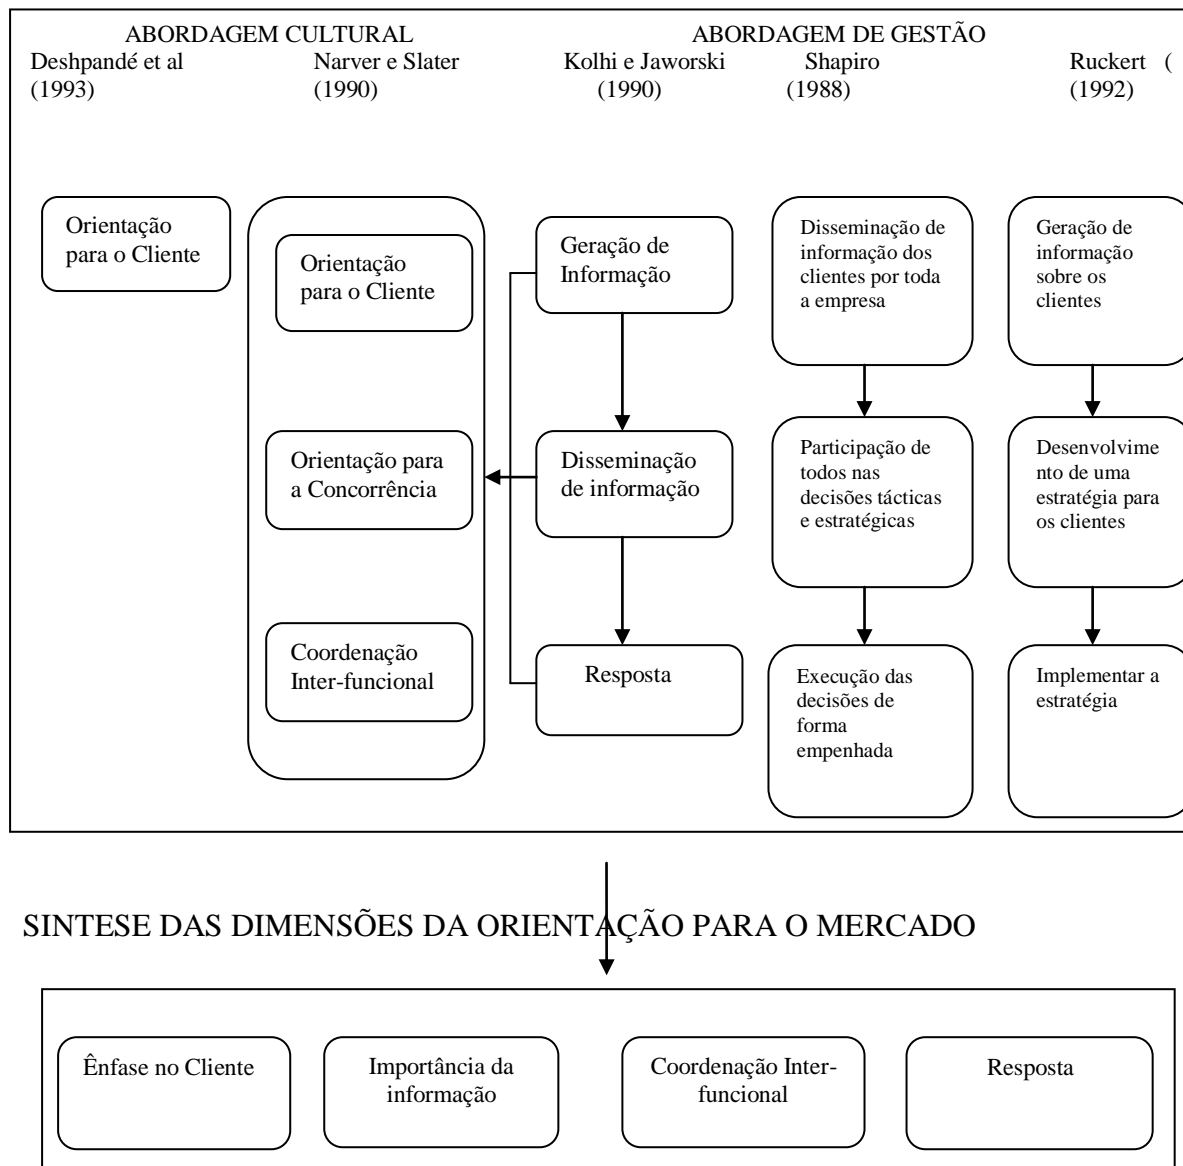 ABORDAGEM CULTURAL
ABORDAGEM DE GESTÃO
Deshpandé et al
(1993)
Narver e Slater
(1990)
Kolhi e Jaworski
(1990)
Shapiro
(1988)
Ruckert (
(1992)
Orientação
para o Cliente
Orientação
para o Cliente
Orientação para
a Concorrência
Coordenação
Inter-funcional
Geração de
Informação
Disseminação
de informação
Resposta
Disseminação de
informação dos
clientes por toda
a empresa
Participação de
todos nas
decisões tácticas
e estratégicas
Execução das
decisões de
forma
empenhada
Geração de
informação
sobre os
clientes
Desenvolvime
nto de uma
estratégia para
os clientes
Implementar a
estratégia
SINTESE DAS DIMENSÕES DA ORIENTAÇÃO PARA O MERCADO
Ênfase no Cliente
Importância da
informação
Coordenação Inter-
funcional
Resposta